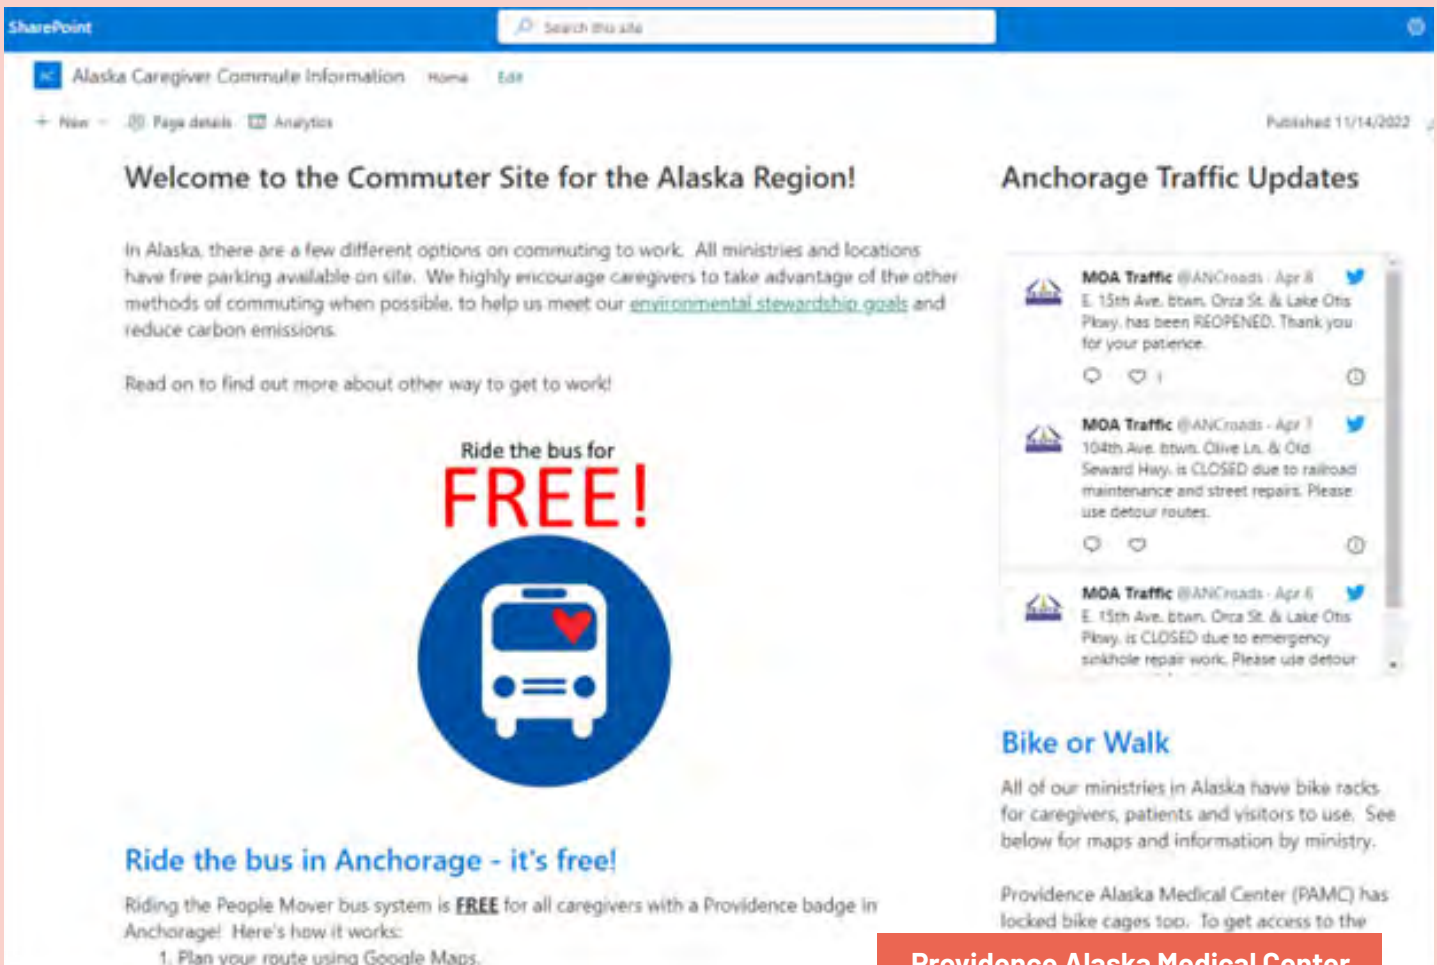 SharePoint
Search this site
AC
Alaska Caregiver Commute Information Home Edit
+ New Page details Analytics
Published 11/14/2022
Welcome to the Commuter Site for the Alaska Region!
In Alaska, there are a few different options on commuting to work. All ministries and locations
have free parking available on site. We highly encourage caregivers to take advantage of the other
methods of commuting when possible, to help us meet our environmental stewardship goals and
reduce carbon emissions.
Read on to find out more about other way to get to work!
Ride the bus for
FREE!
Ride the bus in Anchorage - it's free!
Riding the People Mover bus system is FREE for all caregivers with a Providence badge in
Anchorage! Here's how it works:
1. Plan your route using Google Maps.
Anchorage Traffic Updates
MOA Traffic @ANCroads · Apr 8
E. 15th Ave. btwn. Orca St. & Lake Otis
Pkwy. has been REOPENED. Thank you
for your patience.
1
MOA Traffic @ANCroads · Apr 7
104th Ave. btwn. Olive Ln. & Old
Seward Hwy. is CLOSED due to railroad
maintenance and street repairs. Please
use detour routes.
MOA Traffic @ANCroads · Apr 6
E. 15th Ave. btwn. Orca St. & Lake Otis
Pkwy. is CLOSED due to emergency
sinkhole repair work. Please use detour
Bike or Walk
All of our ministries in Alaska have bike racks
for caregivers, patients and visitors to use. See
below for maps and information by ministry.
Providence Alaska Medical Center (PAMC) has
locked bike cages too. To get access to the
Providence Alaska Medical Center